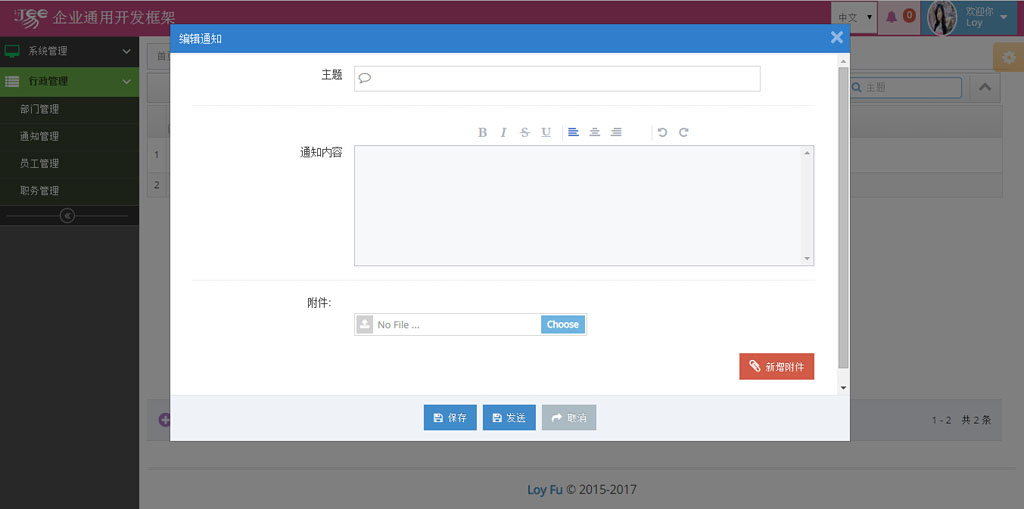 JEE 企业通用开发框架
中文
0
欢迎你
Loy
系统管理
行政管理
部门管理
通知管理
员工管理
职务管理
首
主题
1
2
编辑通知
主题
B I S U
通知内容
附件:
No File ...
Choose
新增附件
保存
发送
取消
1 - 2 共 2 条
Loy Fu © 2015-2017